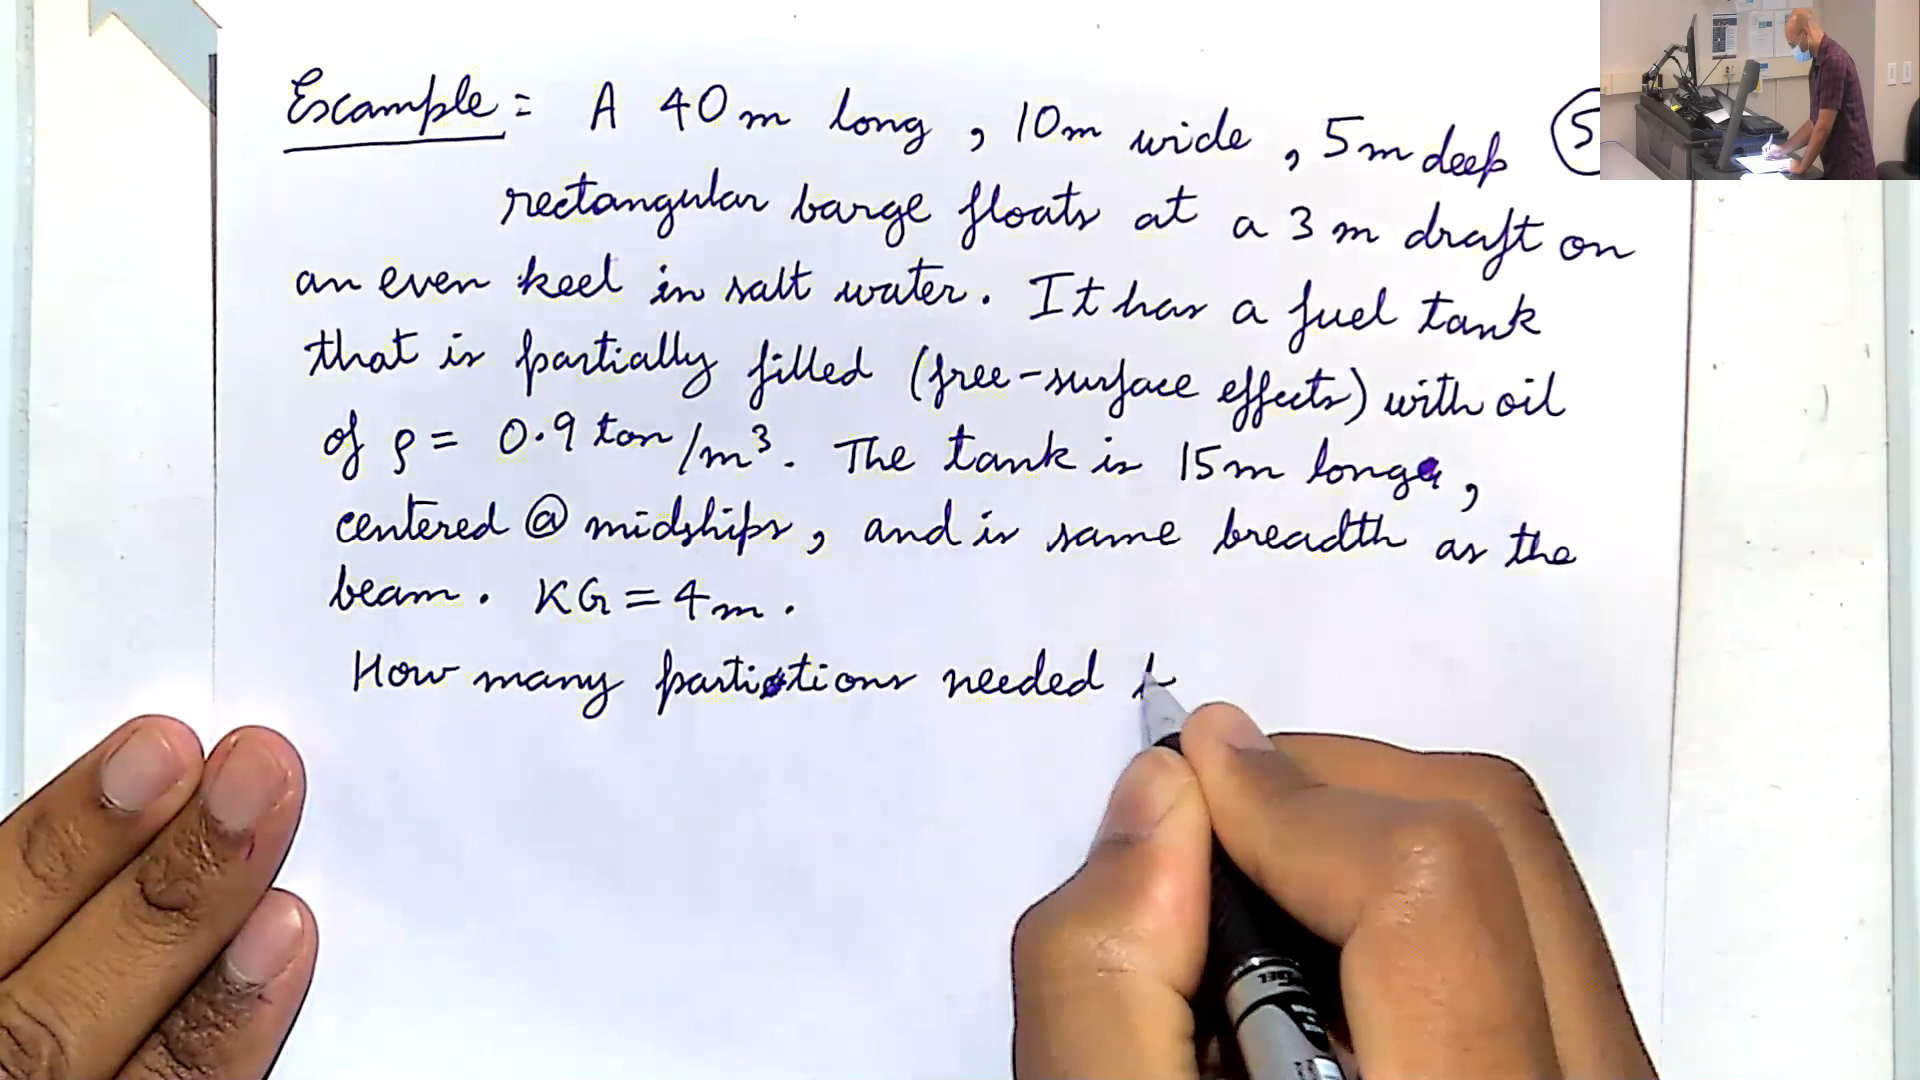 Example: A 40m long, 10m wide, 5m deep 5
rectangular barge floats at a 3m draft on
an even keel in salt water. It has a fuel tank
that is partially filled (free-surface effects) with oil
of ρ = 0.9 ton/m³. The tank is 15m long,
centered @ midships, and is same breadth as the
beam. KG = 4m.
How many partitions needed